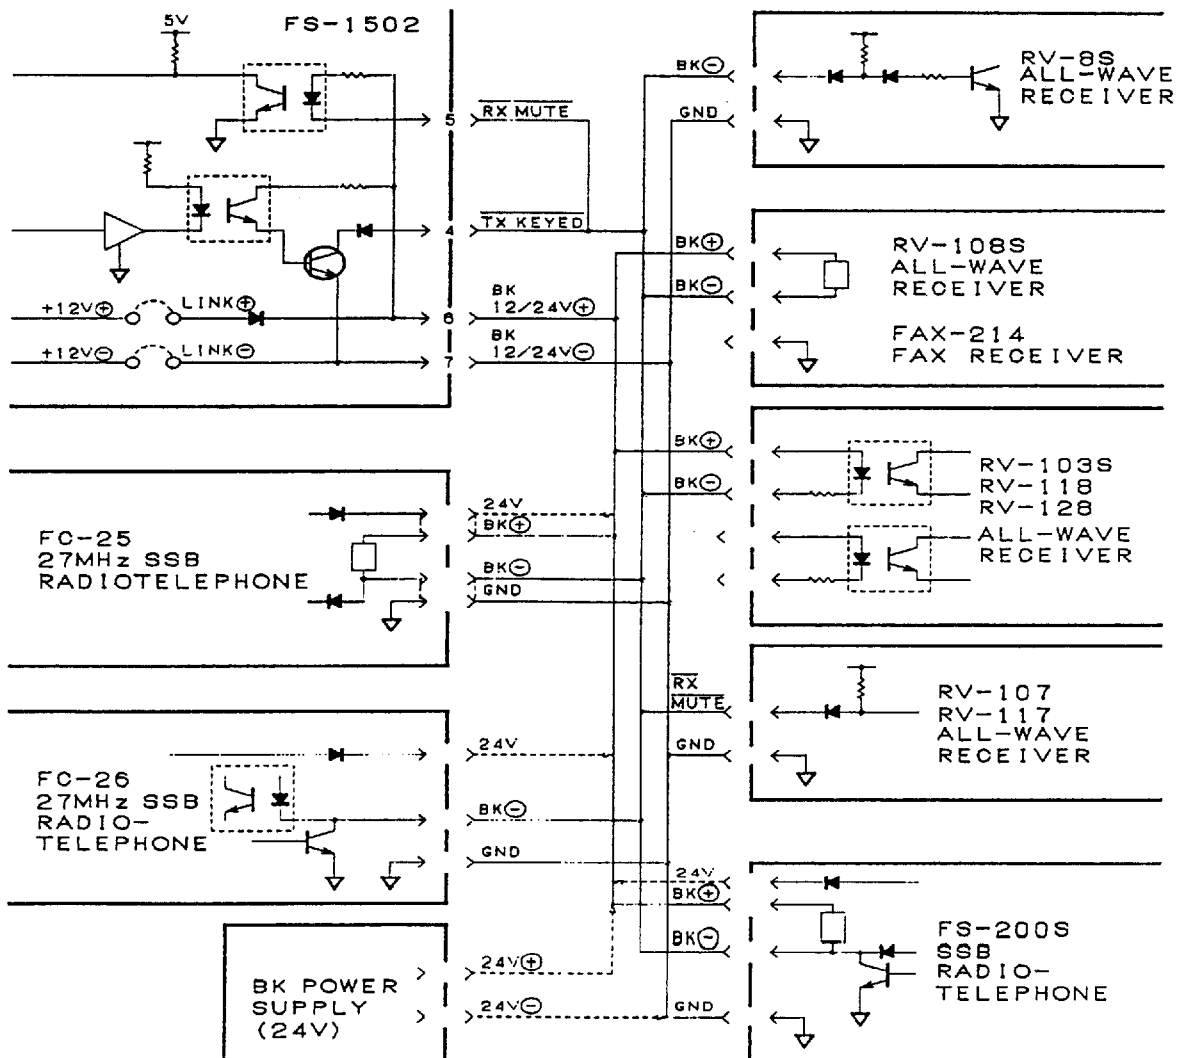 5V
FS-1502
5
RX MUTE
4
TX KEYED
+12V⊕
LINK⊕
6
BK
12/24V⊕
+12V⊖
LINK⊖
7
BK
12/24V⊖
FC-25
27MHz SSB
RADIOTELEPHONE
24V
BK⊕
BK⊖
GND
FC-26
27MHz SSB
RADIO-
TELEPHONE
24V
BK⊖
GND
BK POWER
SUPPLY
(24V)
24V⊕
24V⊖
BK⊖
GND
RV-8S
ALL-WAVE
RECEIVER
BK⊕
BK⊖
RV-108S
ALL-WAVE
RECEIVER
FAX-214
FAX RECEIVER
BK⊕
BK⊖
RV-103S
RV-118
RV-128
ALL-WAVE
RECEIVER
RX
MUTE
GND
RV-107
RV-117
ALL-WAVE
RECEIVER
24V
BK⊕
BK⊖
GND
FS-200S
SSB
RADIO-
TELEPHONE